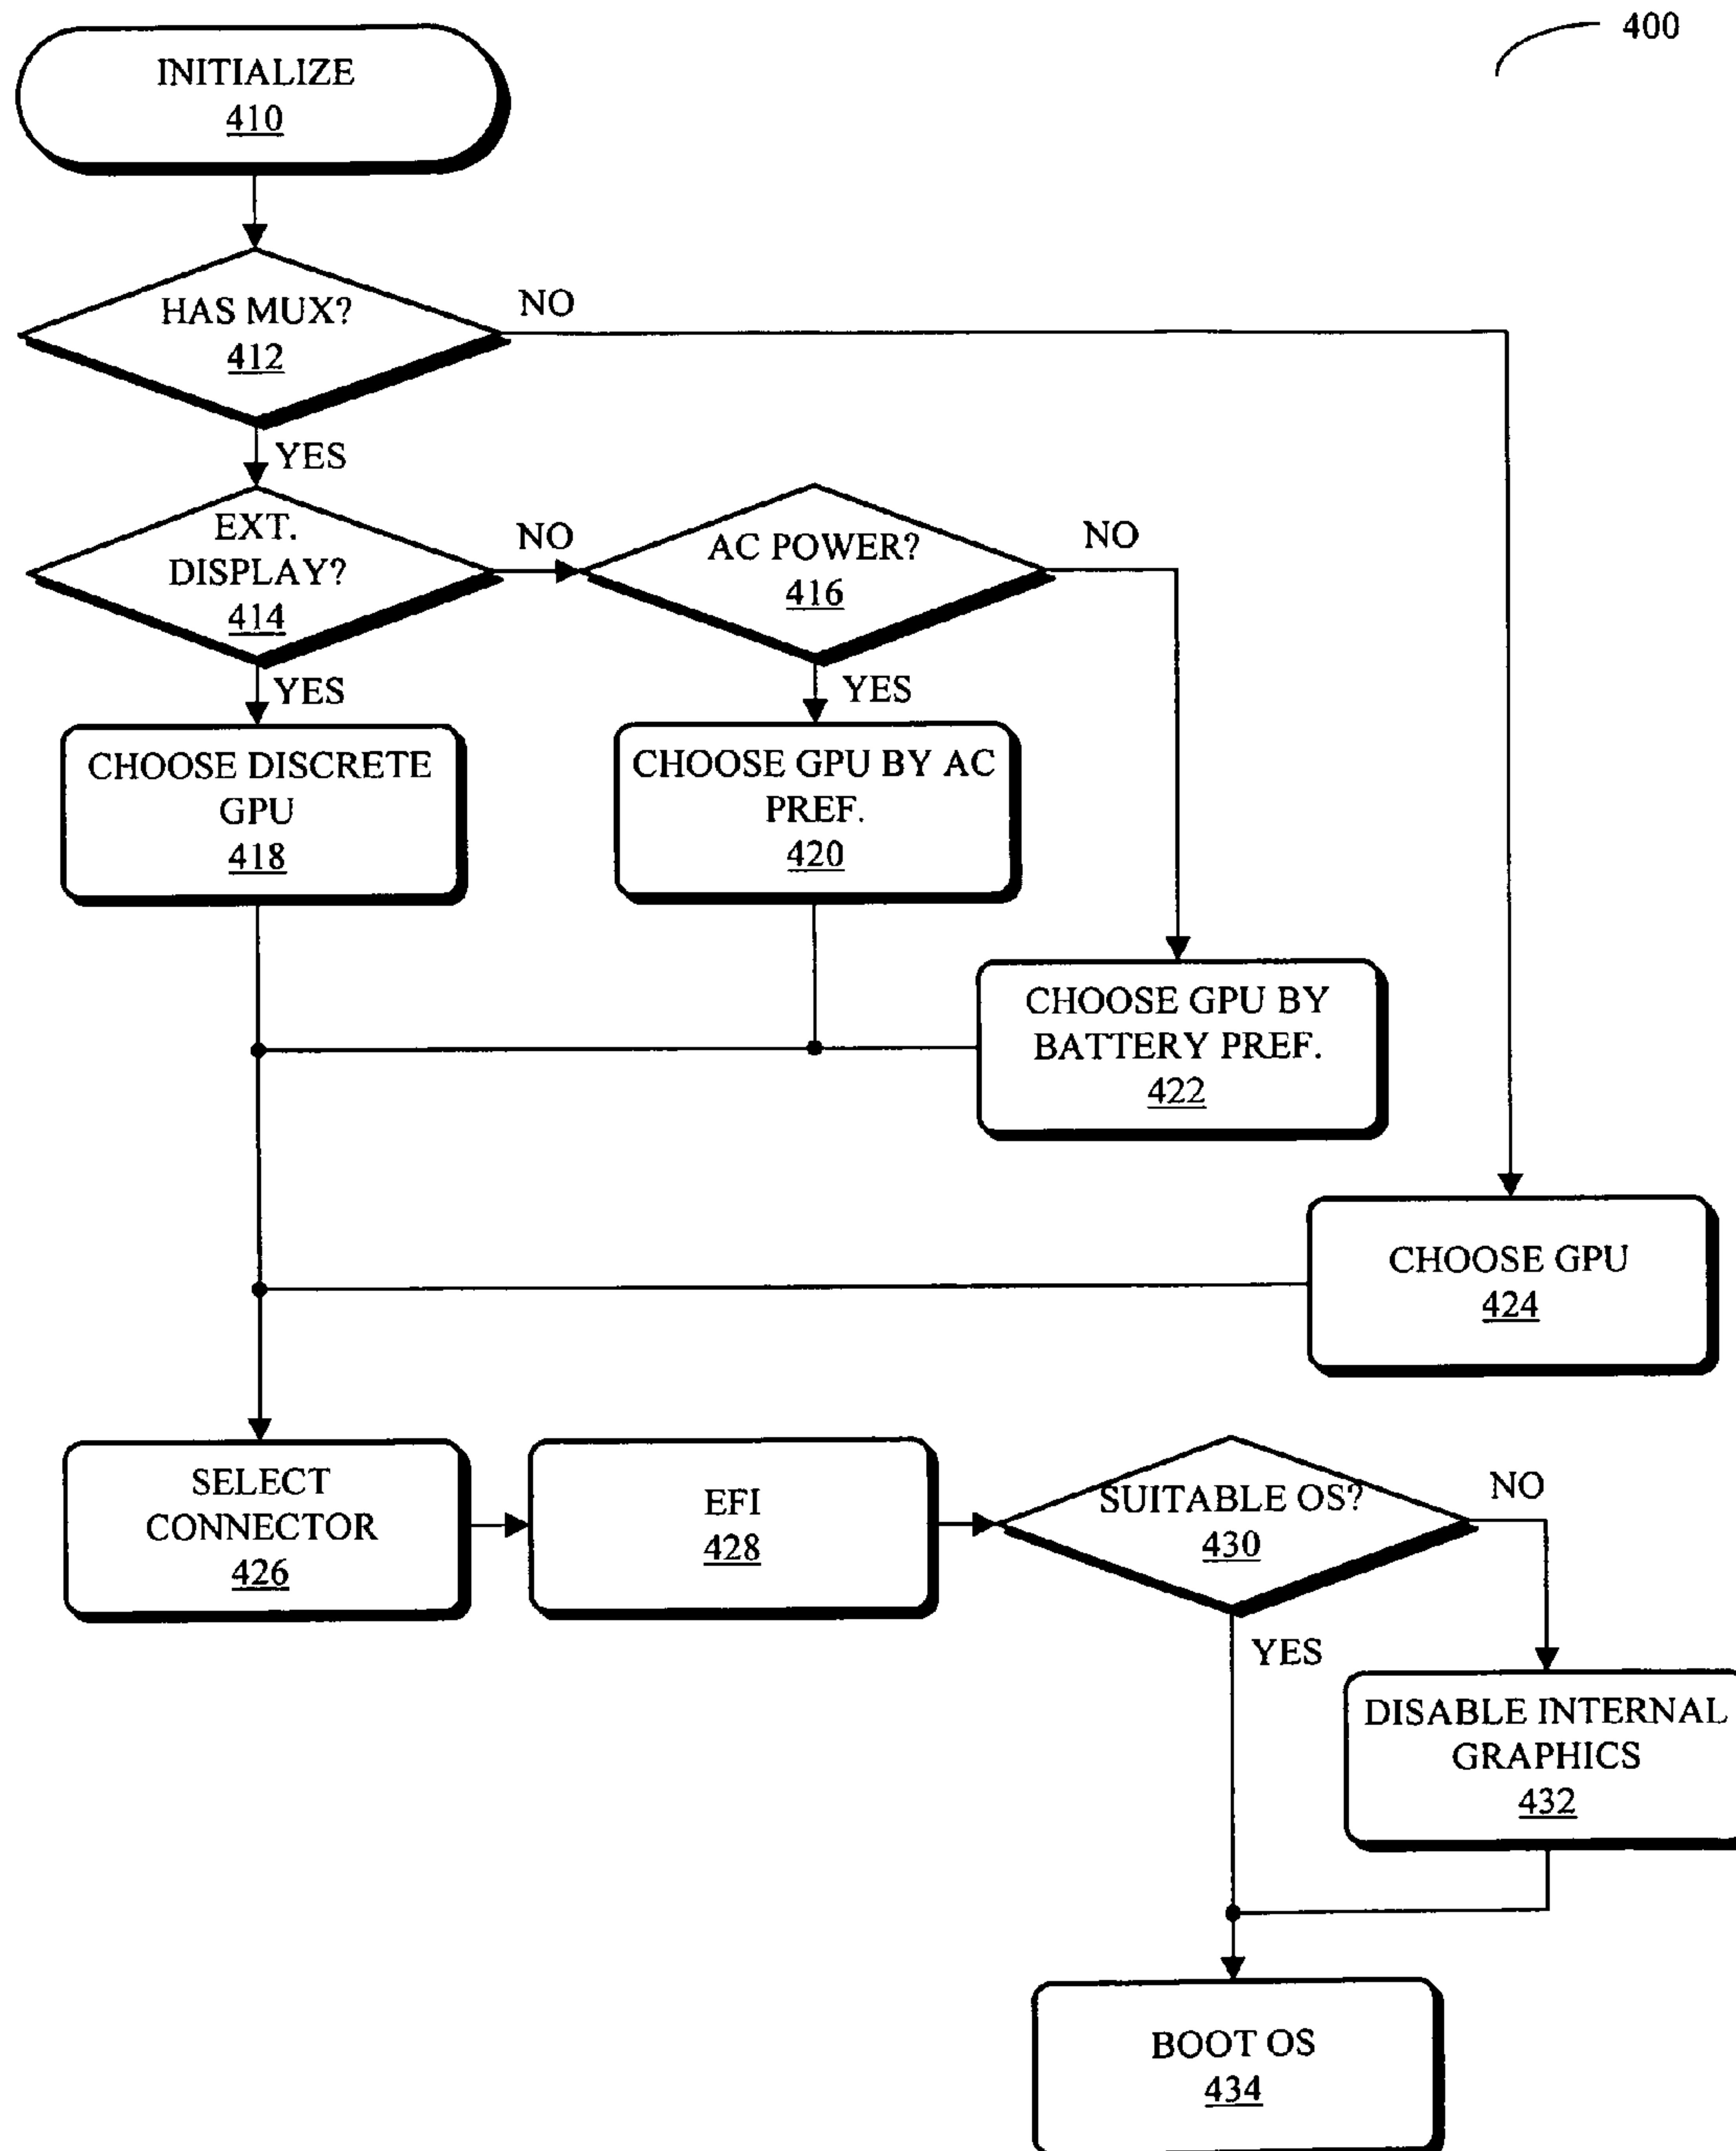 400
INITIALIZE
410
HAS MUX?
412
NO
YES
EXT.
DISPLAY?
414
NO
AC POWER?
416
NO
YES
YES
CHOOSE DISCRETE
GPU
418
CHOOSE GPU BY AC
PREF.
420
CHOOSE GPU BY
BATTERY PREF.
422
CHOOSE GPU
424
SELECT
CONNECTOR
426
EFI
428
SUITABLE OS?
430
NO
YES
DISABLE INTERNAL
GRAPHICS
432
BOOT OS
434